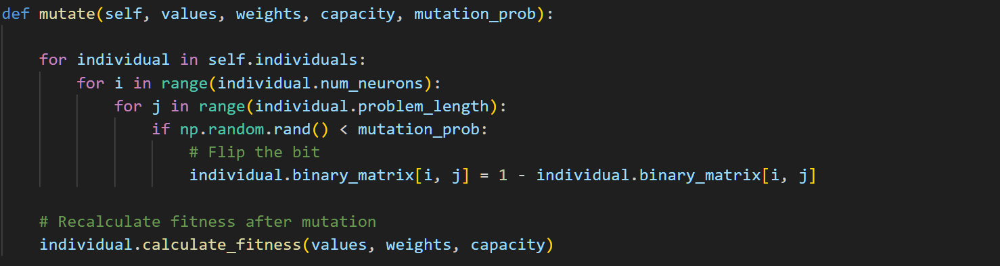 def mutate(self, values, weights, capacity, mutation_prob):
    for individual in self.individuals:
        for i in range(individual.num_neurons):
            for j in range(individual.problem_length):
                if np.random.rand() < mutation_prob:
                    # Flip the bit
                    individual.binary_matrix[i, j] = 1 - individual.binary_matrix[i, j]
    # Recalculate fitness after mutation
    individual.calculate_fitness(values, weights, capacity)